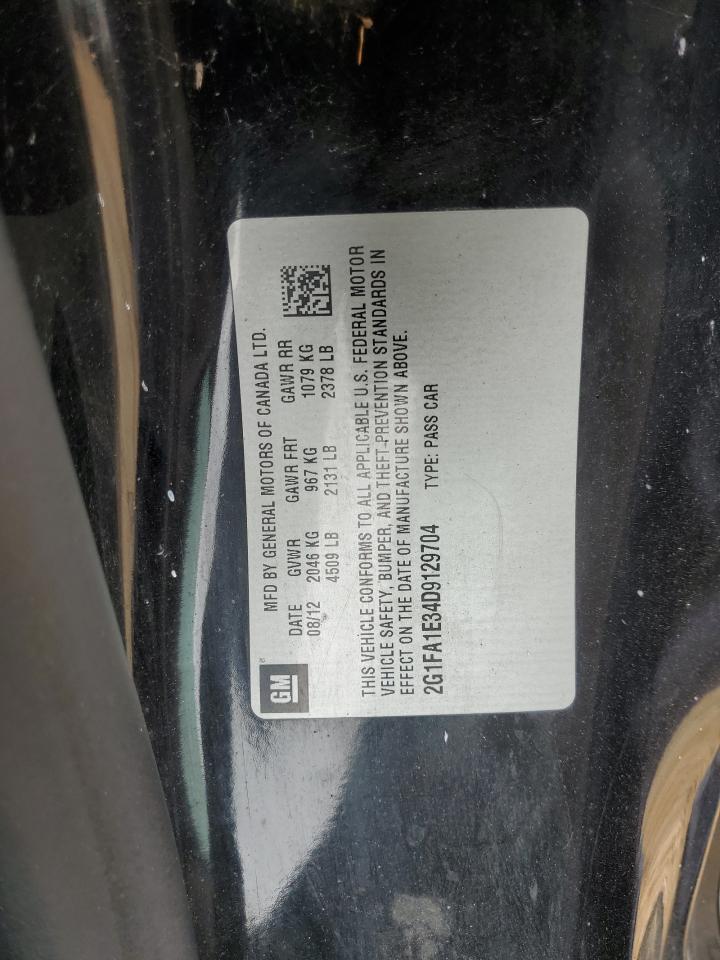 GM
MFD BY GENERAL MOTORS OF CANADA LTD.
DATE GVWR GAWR FRT GAWR RR
08/12 2046 KG 967 KG 1079 KG
4509 LB 2131 LB 2378 LB
THIS VEHICLE CONFORMS TO ALL APPLICABLE U.S. FEDERAL MOTOR
VEHICLE SAFETY, BUMPER, AND THEFT PREVENTION STANDARDS IN
EFFECT ON THE DATE OF MANUFACTURE SHOWN ABOVE.
2G1FA1E34D9129704 TYPE: PASS CAR